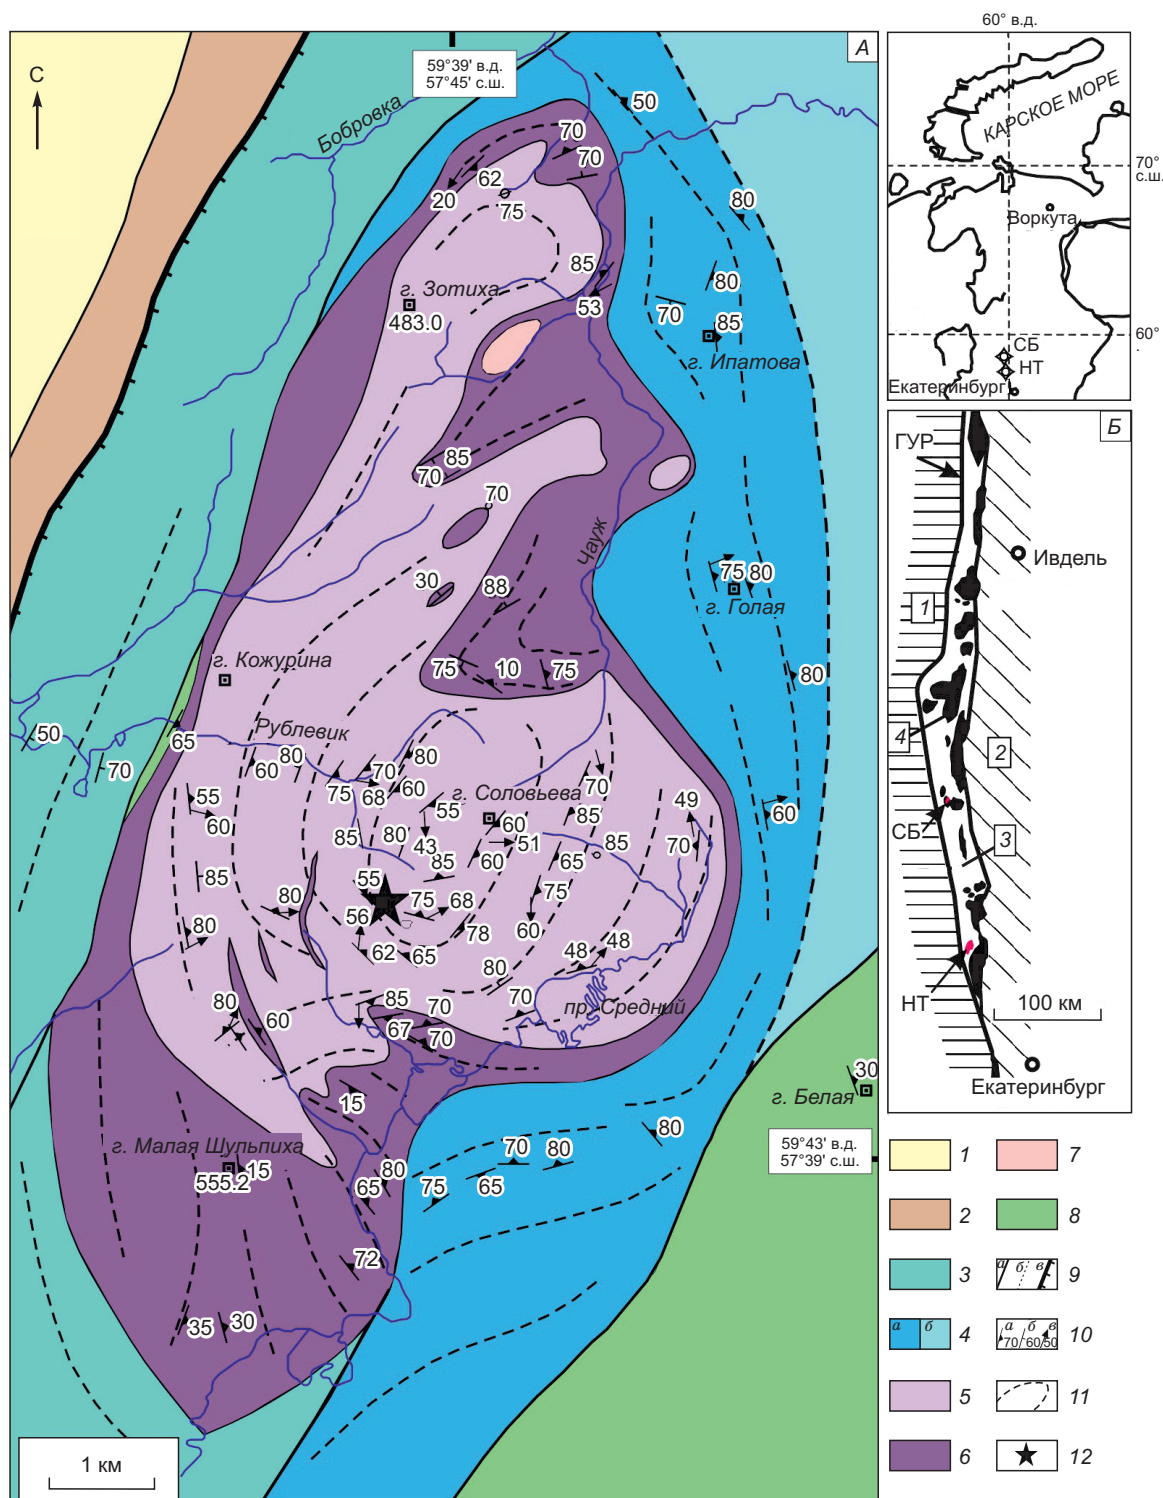 А
59°39' в.д.
57°45' с.ш.
С
Бобровка
50
70
70
62
20
75
80
85
80
г. Зотиха
53
70
85
483.0
г. Ипатова
85
70
70
Чауж
30
88
75
80
г. Голая
г. Кожурина
75
10
75
80
Рублевик
50
65
70
80
60
80
70
75
68
60
70
г. Соловьева
49
55
60
55
85
60
60
85
80
43
51
85
70
85
60
65
85
55
75
80
75
68
56
60
80
78
48
48
62
65
80
70
пр. Средний
80
60
85
70
67
70
30
г. Белая
15
80
59°43' в.д.
57°39' с.ш.
г. Малая Шульпиха
70
80
15
555.2
80
65
75
65
72
35
30
1 км
60° в.д.
КАРСКОЕ МОРЕ
70°
с.ш.
Воркута
60°
СБ
НТ
Екатеринбург
Б
ГУР
Ивдель
1
4
2
СБ
3
НТ
100 км
Екатеринбург
1
7
2
8
3
а
б
в
9
а
б
4
а
б
в
70
60
50
10
5
11
6
12